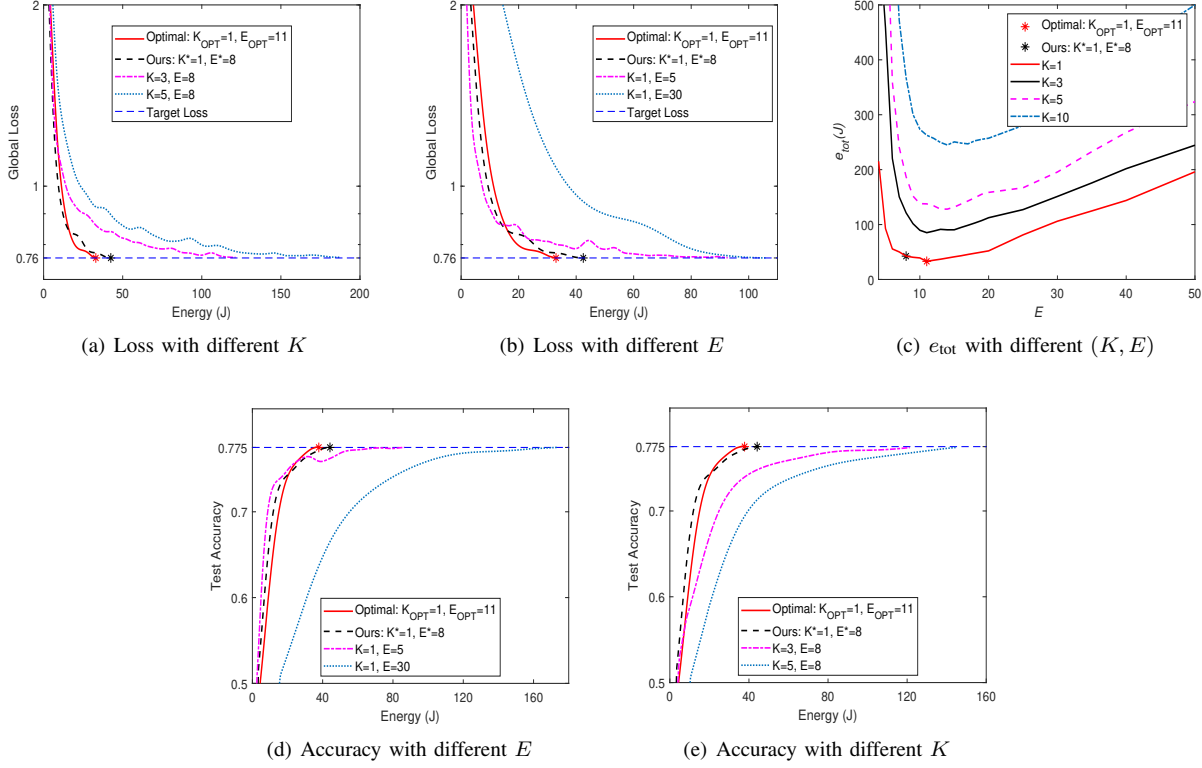 2
1
0.76
Global Loss
0 50 100 150 200
Energy (J)
Optimal: K_OPT=1, E_OPT=11
Ours: K*=1, E*=8
K=3, E=8
K=5, E=8
Target Loss
(a) Loss with different K
2
1
0.76
Global Loss
0 20 40 60 80 100
Energy (J)
Optimal: K_OPT=1, E_OPT=11
Ours: K*=1, E*=8
K=1, E=5
K=1, E=30
Target Loss
(b) Loss with different E
500
400
300
200
100
0
e_tot(J)
10 20 30 40 50
E
Optimal: K_OPT=1, E_OPT=11
Ours: K*=1, E*=8
K=1
K=3
K=5
K=10
(c) e_tot with different (K, E)
0.775
0.7
0.6
0.5
Test Accuracy
0 40 80 120 160
Energy (J)
Optimal: K_OPT=1, E_OPT=11
Ours: K*=1, E*=8
K=1, E=5
K=1, E=30
(d) Accuracy with different E
0.775
0.7
0.6
0.5
Test Accuracy
0 40 80 120 160
Energy (J)
Optimal: K_OPT=1, E_OPT=11
Ours: K*=1, E*=8
K=3, E=8
K=5, E=8
(e) Accuracy with different K